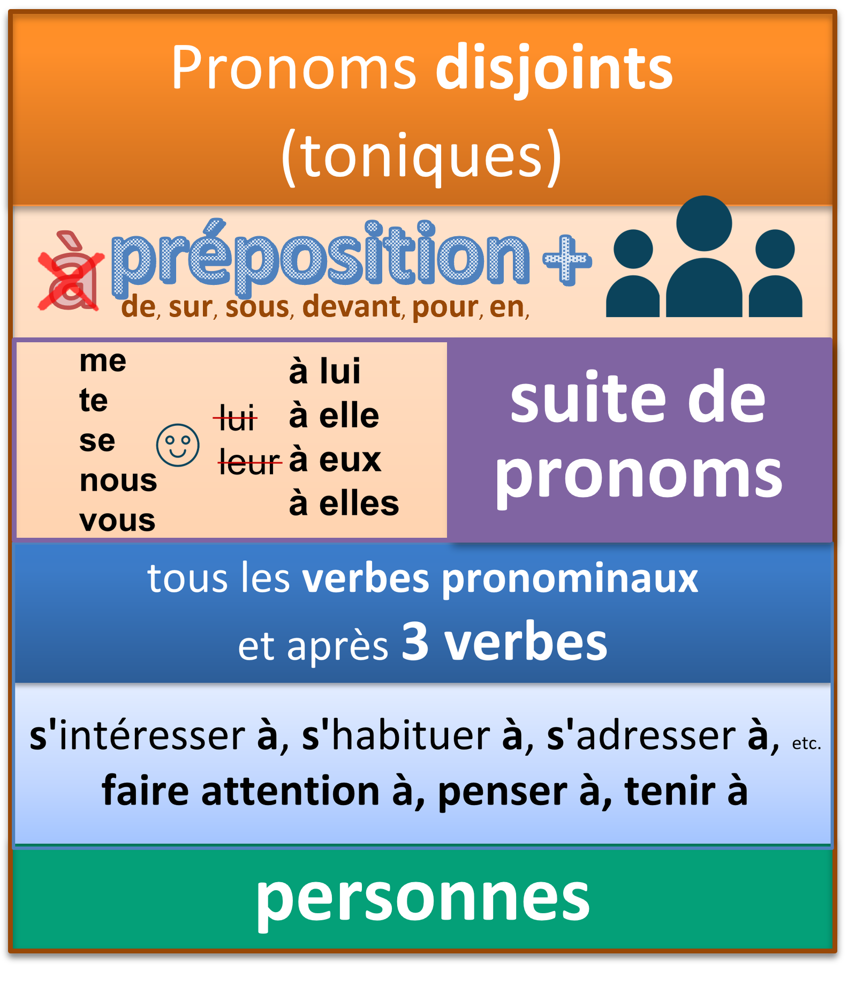 Pronoms disjoints
(toniques)
à préposition +
de, sur, sous, devant, pour, en,
me
te
se
nous
vous
lui
leur
à lui
à elle
à eux
à elles
suite de
pronoms
tous les verbes pronominaux
et après 3 verbes
s'intéresser à, s'habituer à, s'adresser à, etc.
faire attention à, penser à, tenir à
personnes